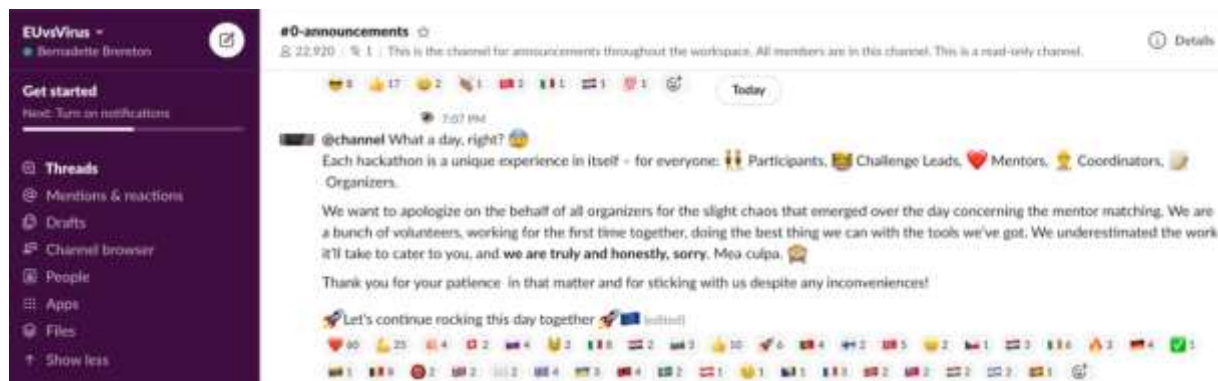 EUvsVirus
Bernadette Brenton
Get started
Next: Turn on notifications
Threads
Mentions & reactions
Drafts
Channel browser
People
Apps
Files
Show less
#0-announcements
22,920 | 1 | This is the channel for announcements throughout the workspace. All members are in this channel. This is a read-only channel.
Details
Today
7:07 PM
@channel What a day, right?
Each hackathon is a unique experience in itself – for everyone: Participants, Challenge Leads, Mentors, Coordinators,
Organizers.
We want to apologize on the behalf of all organizers for the slight chaos that emerged over the day concerning the mentor matching. We are
a bunch of volunteers, working for the first time together, doing the best thing we can with the tools we've got. We underestimated the work
it'll take to cater to you, and we are truly and honestly, sorry. Mea culpa.
Thank you for your patience in that matter and for sticking with us despite any inconveniences!
Let's continue rocking this day together (edited)